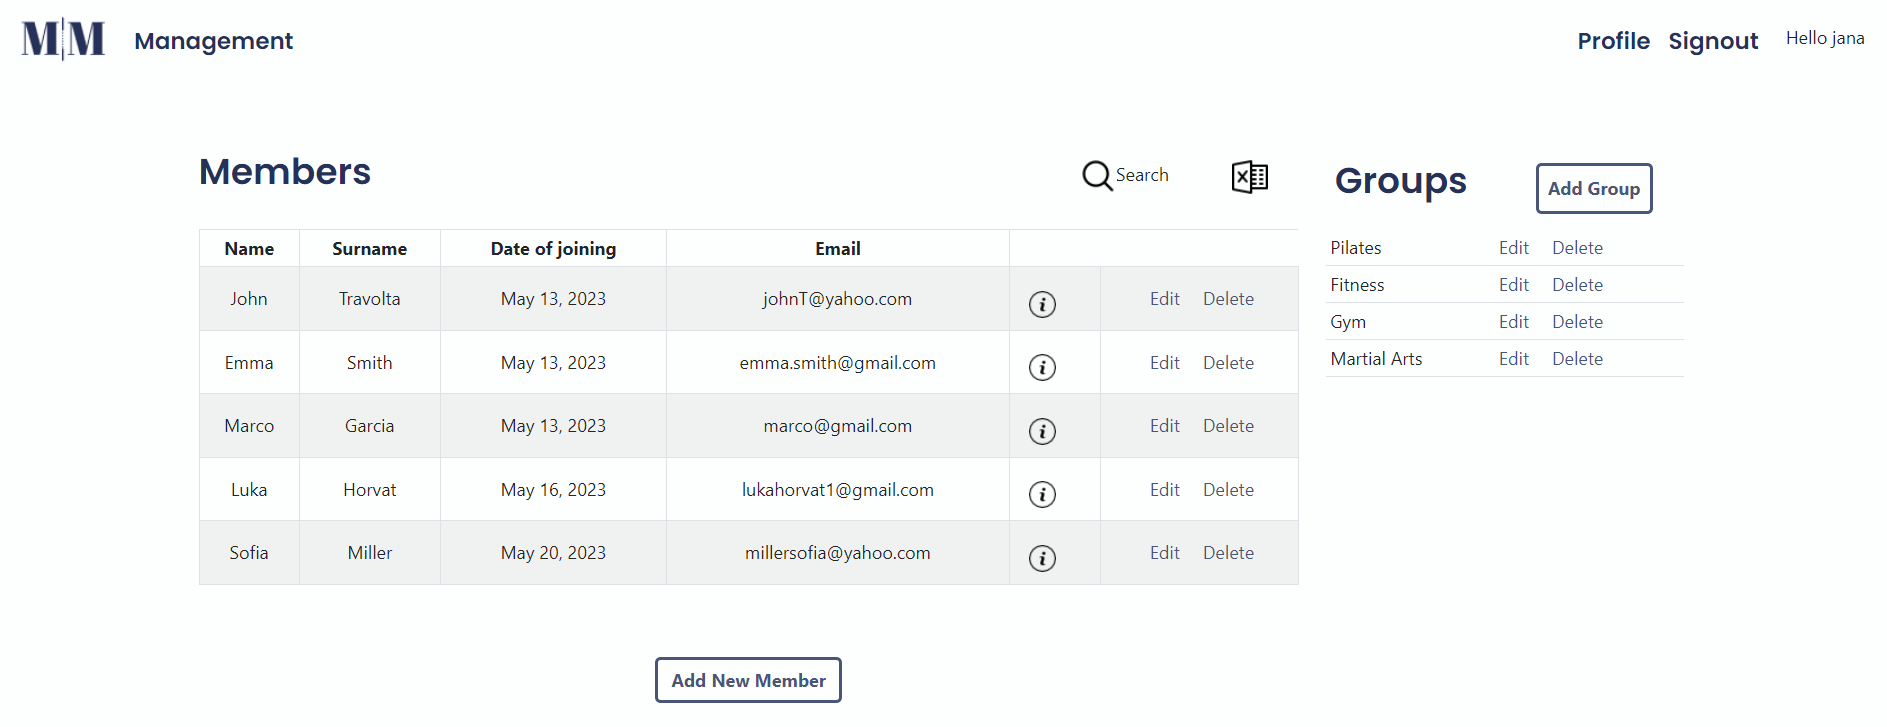 M|M Management Profile Signout Hello jana
Members Search Groups Add Group
Name Surname Date of joining Email
John Travolta May 13, 2023 johnT@yahoo.com i Edit Delete
Emma Smith May 13, 2023 emma.smith@gmail.com i Edit Delete
Marco Garcia May 13, 2023 marco@gmail.com i Edit Delete
Luka Horvat May 16, 2023 lukahorvat1@gmail.com i Edit Delete
Sofia Miller May 20, 2023 millersofia@yahoo.com i Edit Delete
Pilates Edit Delete
Fitness Edit Delete
Gym Edit Delete
Martial Arts Edit Delete
Add New Member